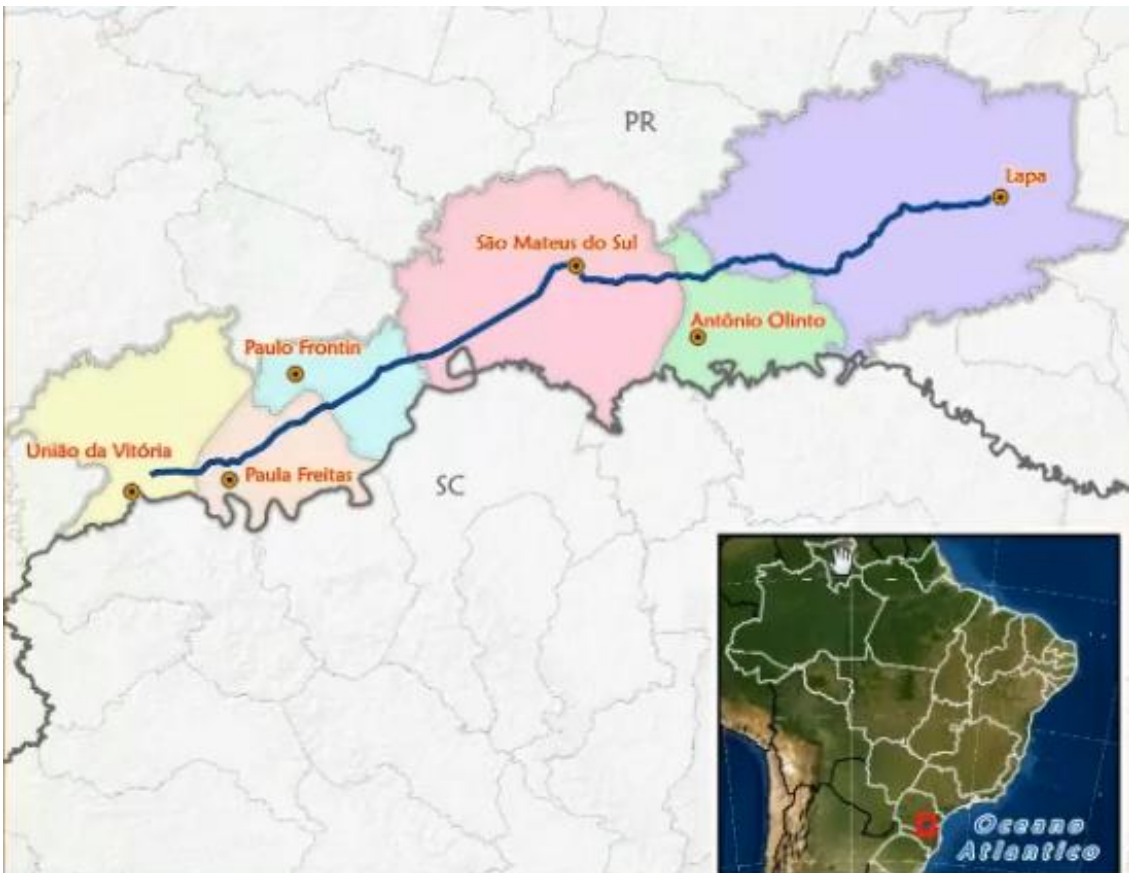 PR
Lapa
São Mateus do Sul
Antônio Olinto
Paulo Frontin
União da Vitória
Paula Freitas
SC
Oceano
Atlantico